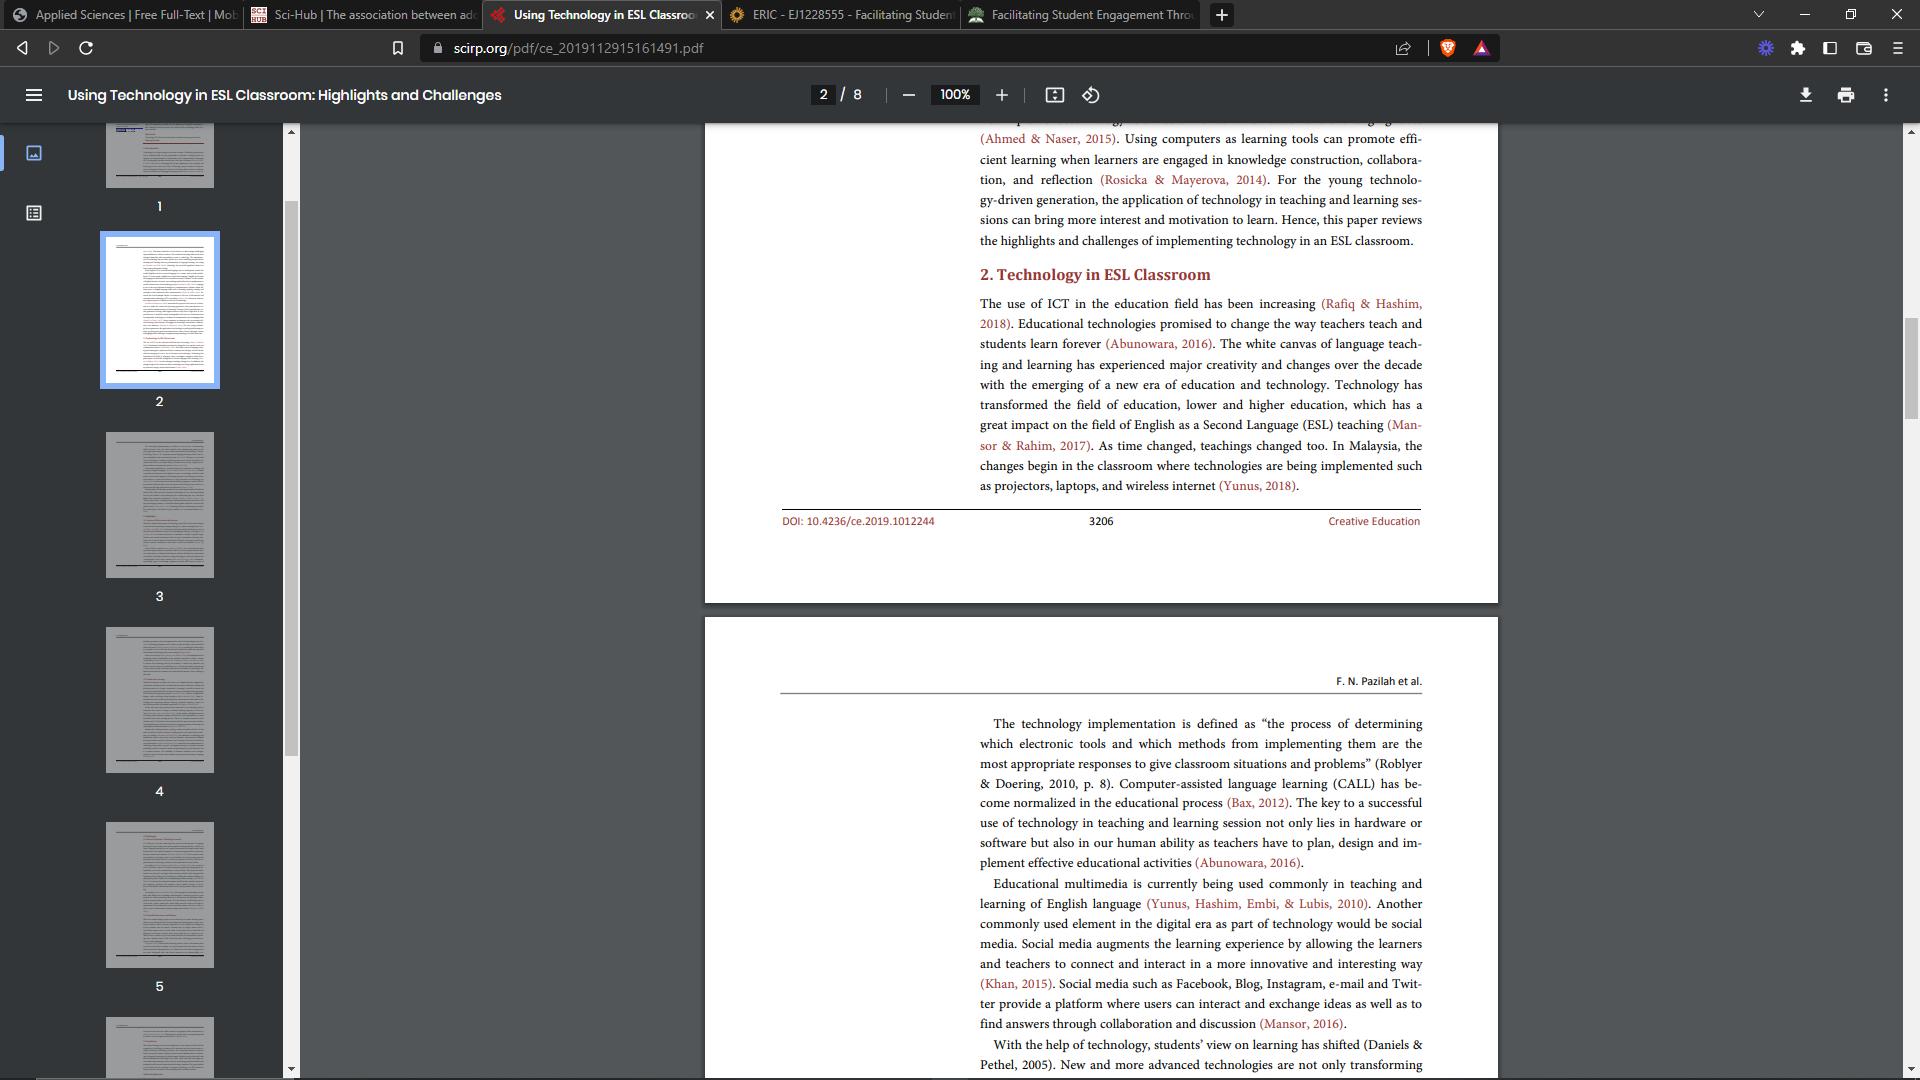 Applied Sciences | Free Full-Text | Mob
Sci-Hub | The association between ado
Using Technology in ESL Classroo
ERIC - EJ1228555 - Facilitating Student
Facilitating Student Engagement Thro
scirp.org/pdf/ce_2019112915161491.pdf
Using Technology in ESL Classroom: Highlights and Challenges
2 / 8
100%
1
2
3
4
5
(Ahmed & Naser, 2015). Using computers as learning tools can promote effi-
cient learning when learners are engaged in knowledge construction, collabora-
tion, and reflection (Rosicka & Mayerova, 2014). For the young technolo-
gy-driven generation, the application of technology in teaching and learning ses-
sions can bring more interest and motivation to learn. Hence, this paper reviews
the highlights and challenges of implementing technology in an ESL classroom.
2. Technology in ESL Classroom
The use of ICT in the education field has been increasing (Rafiq & Hashim,
2018). Educational technologies promised to change the way teachers teach and
students learn forever (Abunowara, 2016). The white canvas of language teach-
ing and learning has experienced major creativity and changes over the decade
with the emerging of a new era of education and technology. Technology has
transformed the field of education, lower and higher education, which has a
great impact on the field of English as a Second Language (ESL) teaching (Man-
sor & Rahim, 2017). As time changed, teachings changed too. In Malaysia, the
changes begin in the classroom where technologies are being implemented such
as projectors, laptops, and wireless internet (Yunus, 2018).
DOI: 10.4236/ce.2019.1012244
3206
Creative Education
F. N. Pazilah et al.
The technology implementation is defined as “the process of determining
which electronic tools and which methods from implementing them are the
most appropriate responses to give classroom situations and problems” (Roblyer
& Doering, 2010, p. 8). Computer-assisted language learning (CALL) has be-
come normalized in the educational process (Bax, 2012). The key to a successful
use of technology in teaching and learning session not only lies in hardware or
software but also in our human ability as teachers have to plan, design and im-
plement effective educational activities (Abunowara, 2016).
Educational multimedia is currently being used commonly in teaching and
learning of English language (Yunus, Hashim, Embi, & Lubis, 2010). Another
commonly used element in the digital era as part of technology would be social
media. Social media augments the learning experience by allowing the learners
and teachers to connect and interact in a more innovative and interesting way
(Khan, 2015). Social media such as Facebook, Blog, Instagram, e-mail and Twit-
ter provide a platform where users can interact and exchange ideas as well as to
find answers through collaboration and discussion (Mansor, 2016).
With the help of technology, students’ view on learning has shifted (Daniels &
Pethel, 2005). New and more advanced technologies are not only transforming